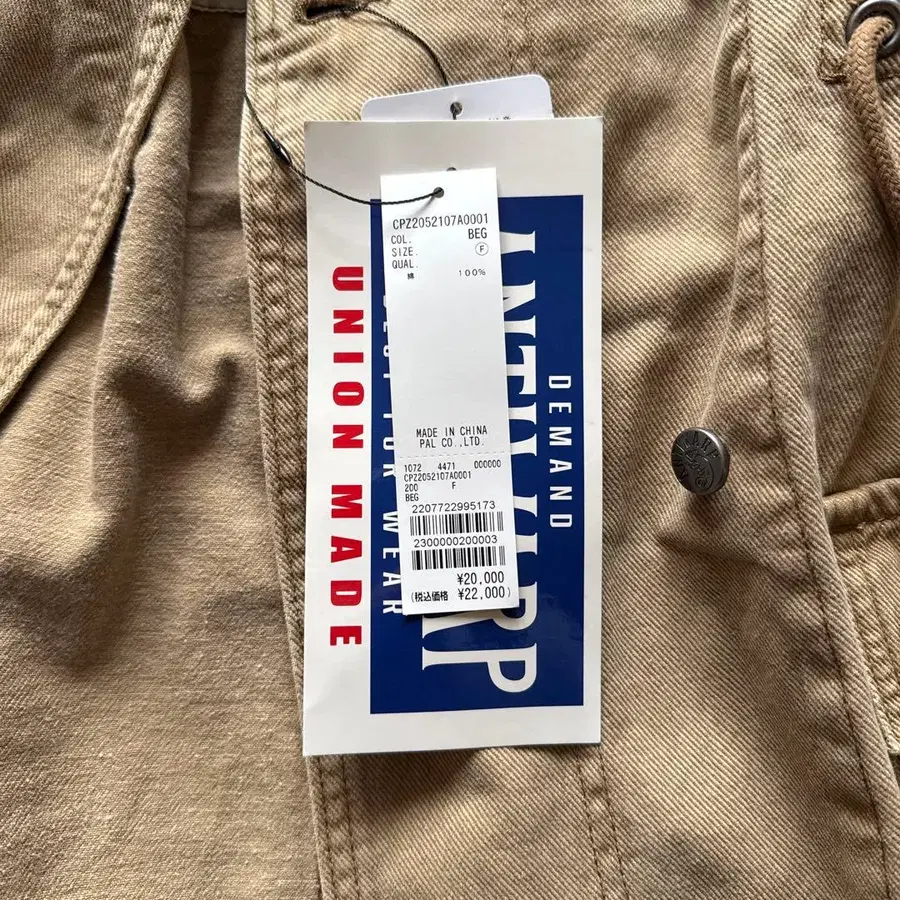 CPZ2052107A0001
COL. BEG
SIZE. Ⓕ
QUAL.
綿 100%
MADE IN CHINA
PAL CO.,LTD.
1072 4471 000000
CPZ2052107A0001
200 F
BEG
2207722995173
2300000200003
¥20,000
(税込価格 ¥22,000)
DEMAND
WEAR
UNION MADE